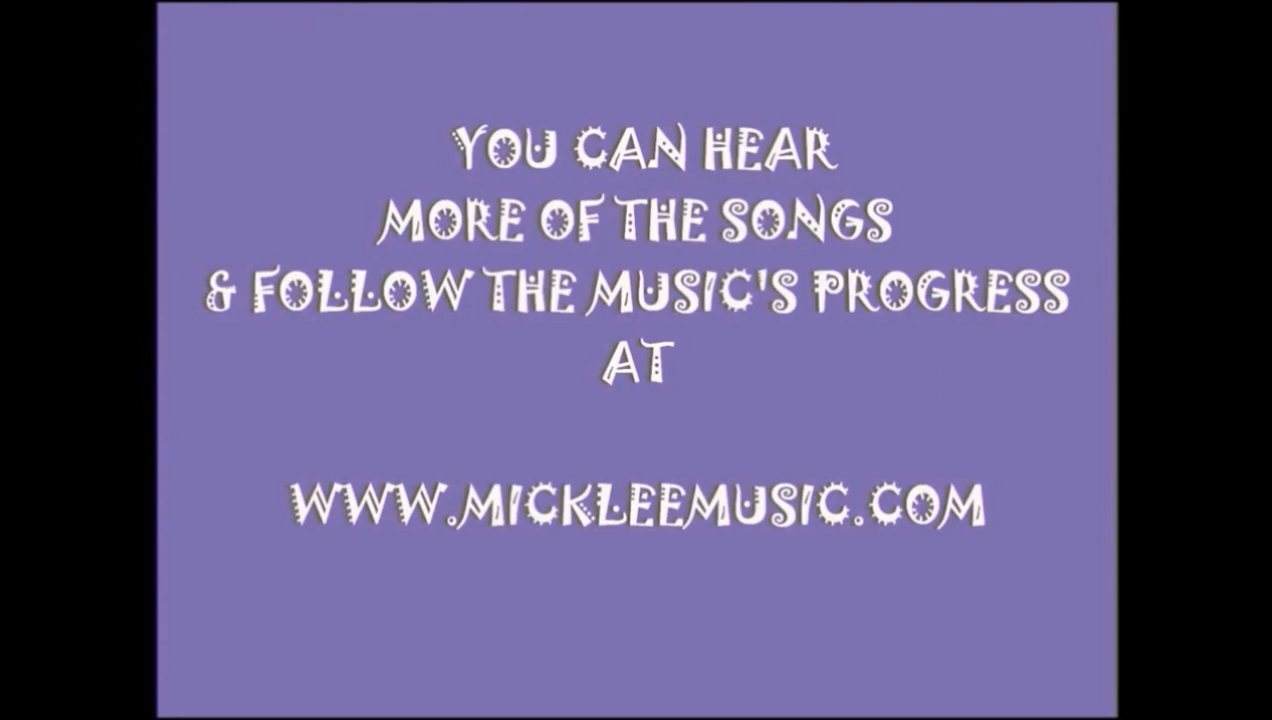 YOU CAN HEAR
MORE OF THE SONGS
& FOLLOW THE MUSIC'S PROGRESS
AT
WWW.MICKLEEMUSIC.COM